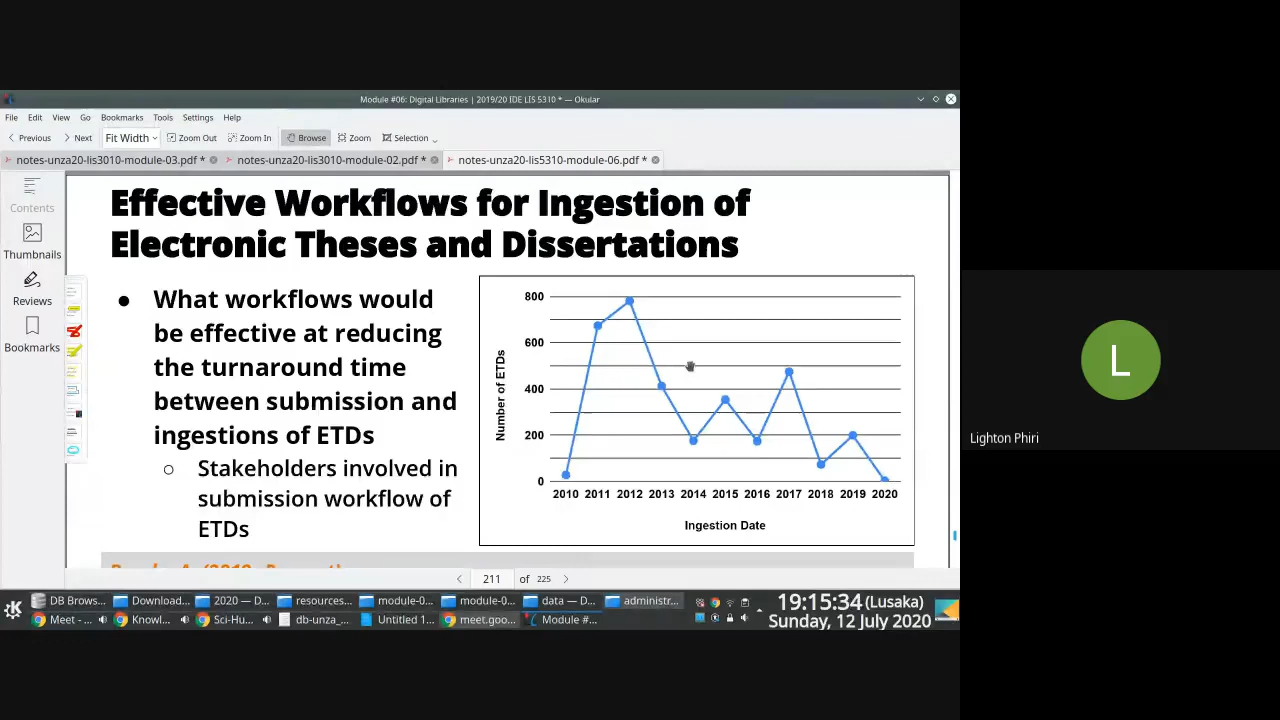 Module #06: Digital Libraries | 2019/20 IDE LIS 5310 * — Okular
File Edit View Go Bookmarks Tools Settings Help
Previous Next Fit Width Zoom Out Zoom In Browse Zoom Selection
notes-unza20-lis3010-module-03.pdf * notes-unza20-lis3010-module-02.pdf * notes-unza20-lis5310-module-06.pdf *
Contents
Thumbnails
Reviews
Bookmarks
Effective Workflows for Ingestion of
Electronic Theses and Dissertations
● What workflows would
be effective at reducing
the turnaround time
between submission and
ingestions of ETDs
○ Stakeholders involved in
submission workflow of
ETDs
Number of ETDs
800
600
400
200
0
2010 2011 2012 2013 2014 2015 2016 2017 2018 2019 2020
Ingestion Date
211 of 225
DB Brows... Download... 2020 — D... resources... module-0... module-0... data — D... administr...
Meet - ... Knowl... Sci-Hu... db-unz_... Untitled 1... meet.goo... Module #...
19:15:34 (Lusaka)
Sunday, 12 July 2020
L
Lighton Phiri